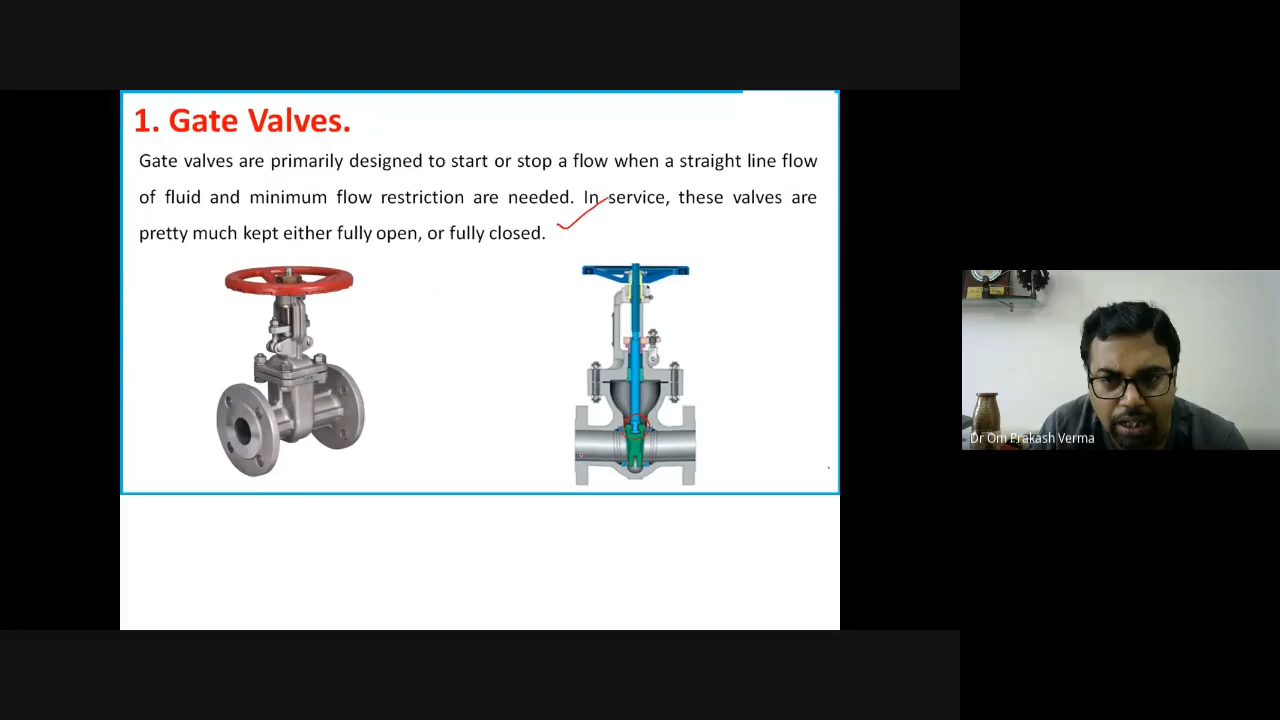 1. Gate Valves.
Gate valves are primarily designed to start or stop a flow when a straight line flow
of fluid and minimum flow restriction are needed. In service, these valves are
pretty much kept either fully open, or fully closed.
Dr Om Prakash Verma